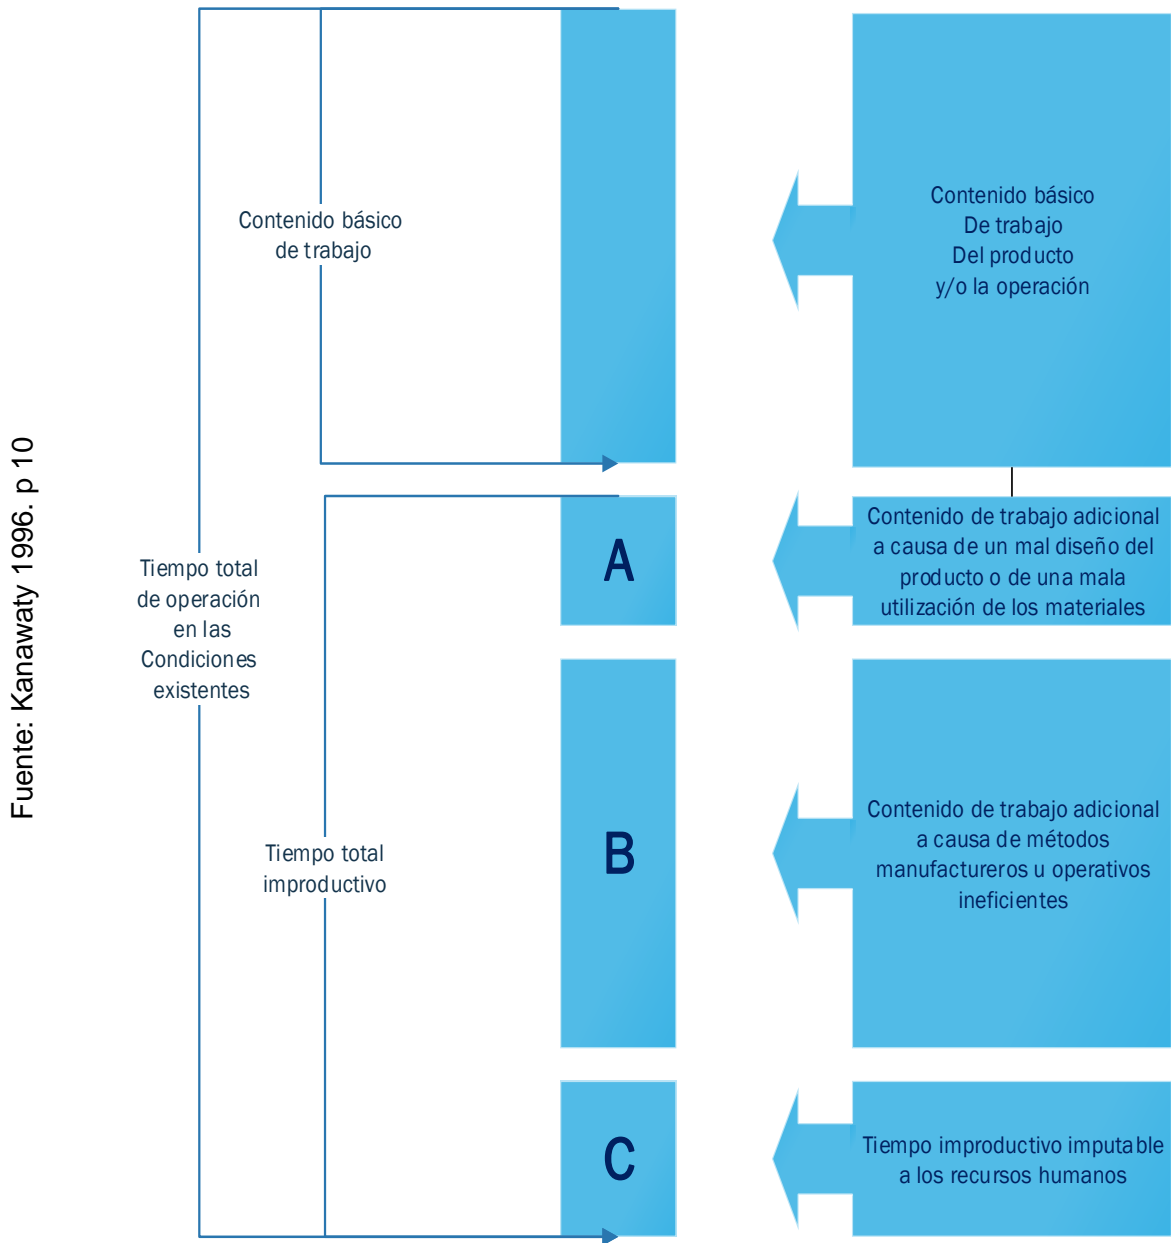 Fuente: Kanawaty 1996. p 10
Tiempo total
de operación
en las
Condiciones
existentes
Contenido básico
de trabajo
Tiempo total
improductivo
A
B
C
Contenido básico
De trabajo
Del producto
y/o la operación
Contenido de trabajo adicional
a causa de un mal diseño del
producto o de una mala
utilización de los materiales
Contenido de trabajo adicional
a causa de métodos
manufactureros u operativos
ineficientes
Tiempo improductivo imputable
a los recursos humanos